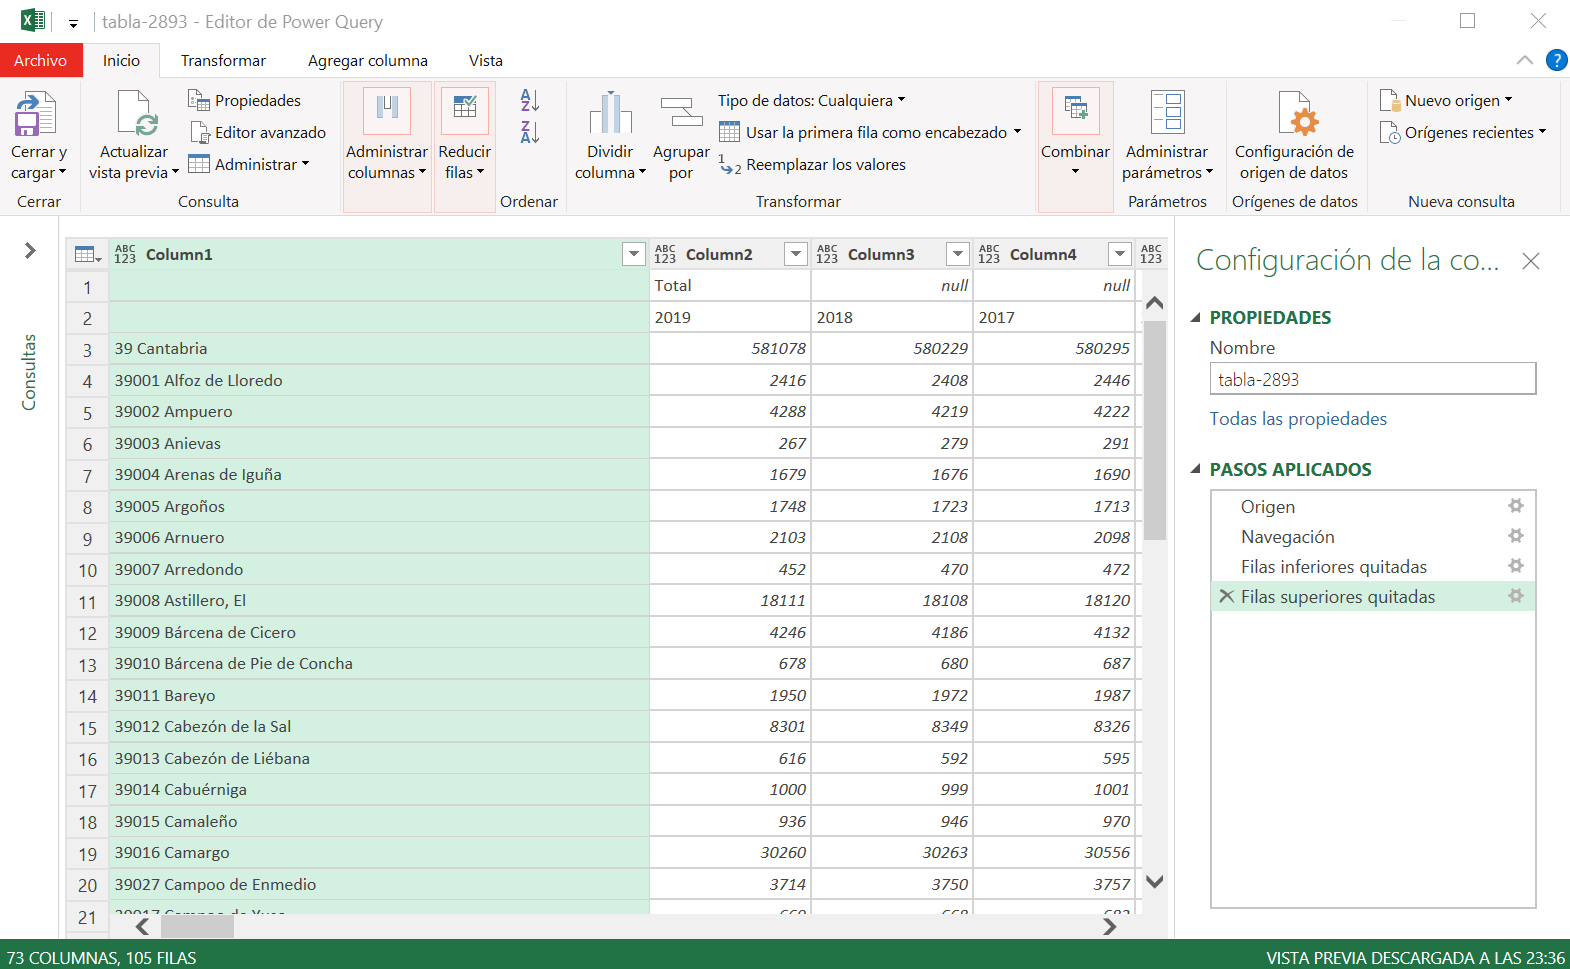 tabla-2893 - Editor de Power Query
Archivo Inicio Transformar Agregar columna Vista
Cerrar y cargar
Cerrar
Actualizar vista previa
Propiedades
Editor avanzado
Administrar
Consulta
Administrar columnas
Reducir filas
Ordenar
Dividir columna
Agrupar por
Tipo de datos: Cualquiera
Usar la primera fila como encabezado
Reemplazar los valores
Transformar
Combinar
Administrar parámetros
Parámetros
Configuración de origen de datos
Orígenes de datos
Nuevo origen
Orígenes recientes
Nueva consulta
Consultas
ABC 123 Column1 ABC 123 Column2 ABC 123 Column3 ABC 123 Column4 ABC 123
1 Total null null
2 2019 2018 2017
3 39 Cantabria 581078 580229 580295
4 39001 Alfoz de Lloredo 2416 2408 2446
5 39002 Ampuero 4288 4219 4222
6 39003 Anievas 267 279 291
7 39004 Arenas de Iguña 1679 1676 1690
8 39005 Argoños 1748 1723 1713
9 39006 Arnuero 2103 2108 2098
10 39007 Arredondo 452 470 472
11 39008 Astillero, El 18111 18108 18120
12 39009 Bárcena de Cicero 4246 4186 4132
13 39010 Bárcena de Pie de Concha 678 680 687
14 39011 Bareyo 1950 1972 1987
15 39012 Cabezón de la Sal 8301 8349 8326
16 39013 Cabezón de Liébana 616 592 595
17 39014 Cabuérniga 1000 999 1001
18 39015 Camaleño 936 946 970
19 39016 Camargo 30260 30263 30556
20 39027 Campoo de Enmedio 3714 3750 3757
21
Configuración de la co...
PROPIEDADES
Nombre
tabla-2893
Todas las propiedades
PASOS APLICADOS
Origen
Navegación
Filas inferiores quitadas
Filas superiores quitadas
73 COLUMNAS, 105 FILAS
VISTA PREVIA DESCARGADA A LAS 23:36